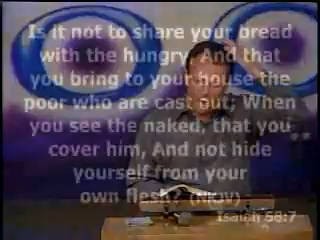 Is it not to share your bread
with the hungry, And that
you bring to your house the
poor who are cast out; When
you see the naked, that you
cover him, And not hide
yourself from your
own flesh? (NKJV)
Isaiah 58:7